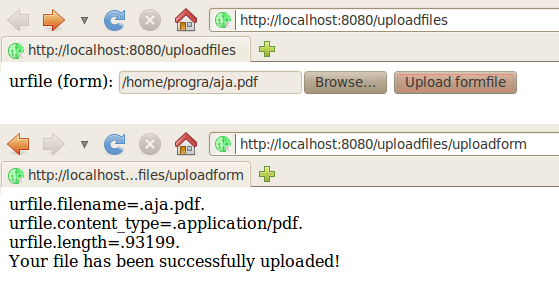 http://localhost:8080/uploadfiles
http://localhost:8080/uploadfiles
urfile (form): /home/progra/aja.pdf Browse... Upload formfile
http://localhost:8080/uploadfiles/uploadform
http://localhost...files/uploadform
urfile.filename=.aja.pdf.
urfile.content_type=.application/pdf.
urfile.length=.93199.
Your file has been successfully uploaded!